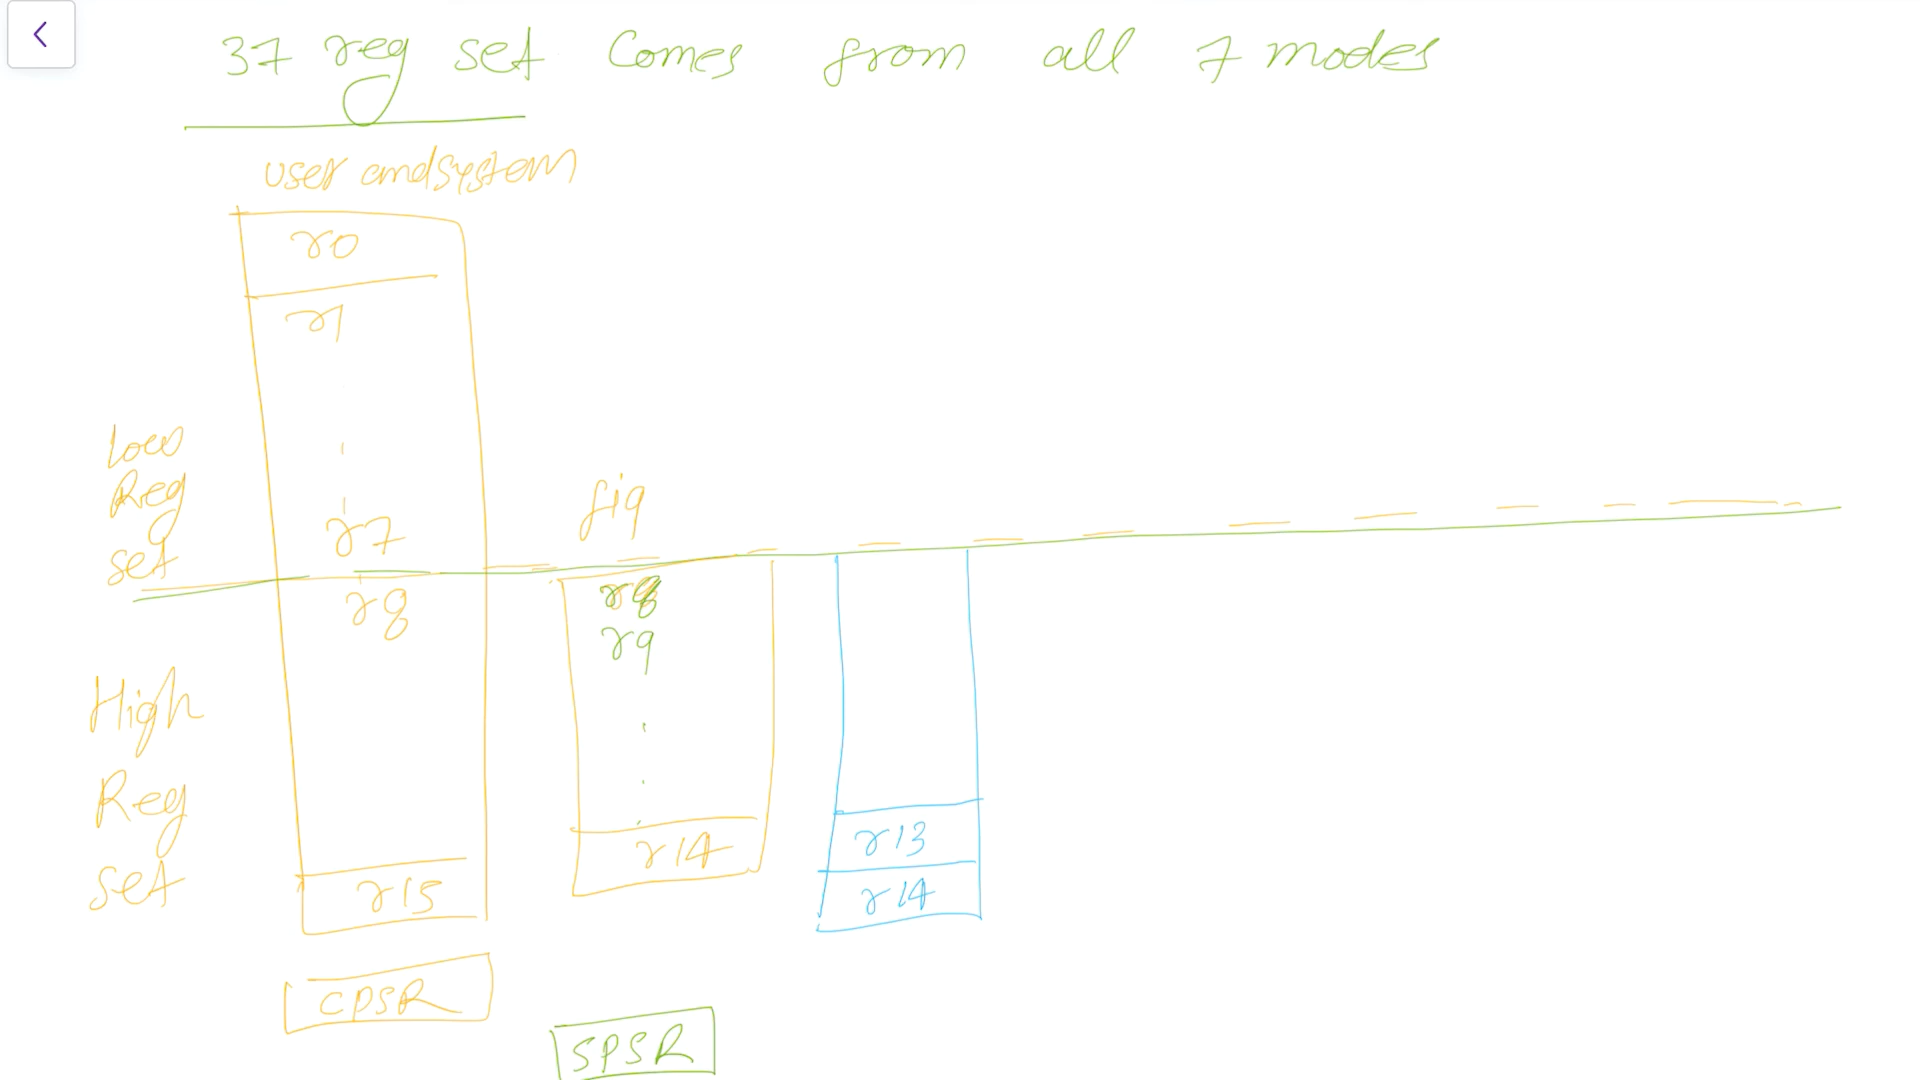 37 reg set comes from all 7 modes
user and system
r0
r1
Low
Reg
set
r7
fiq
r8
r8
r9
High
Reg
set
r14
r13
r14
r15
CPSR
SPSR